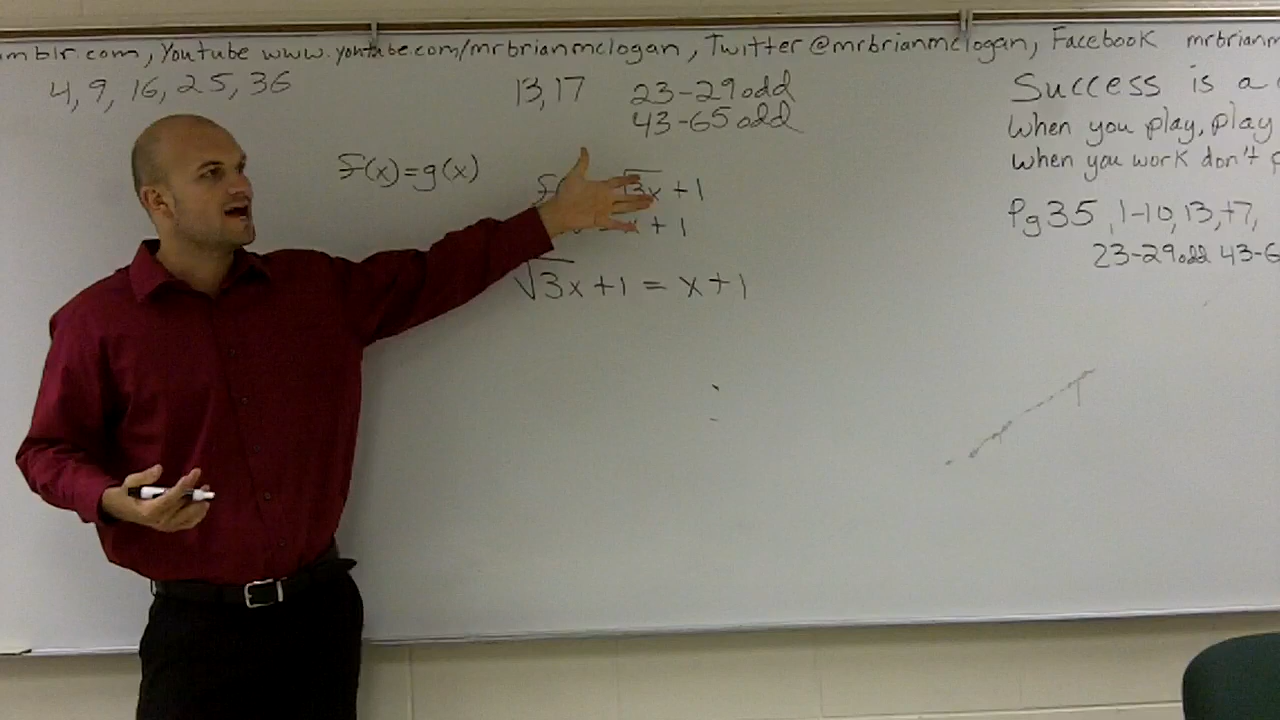 mblr.com, Youtube www.youtube.com/mrbrianmclogan, Twitter @mrbrianmclogan, Facebook mrbrianm
4, 9, 16, 25, 36
13, 17 23-29 odd
43-65 odd
f(x)=g(x)
√3x + 1
x + 1
√3x + 1 = x + 1
Success is a
When you play, play
when you work don't
Pg 35, 1-10, 13, 17,
23-29 odd 43-6